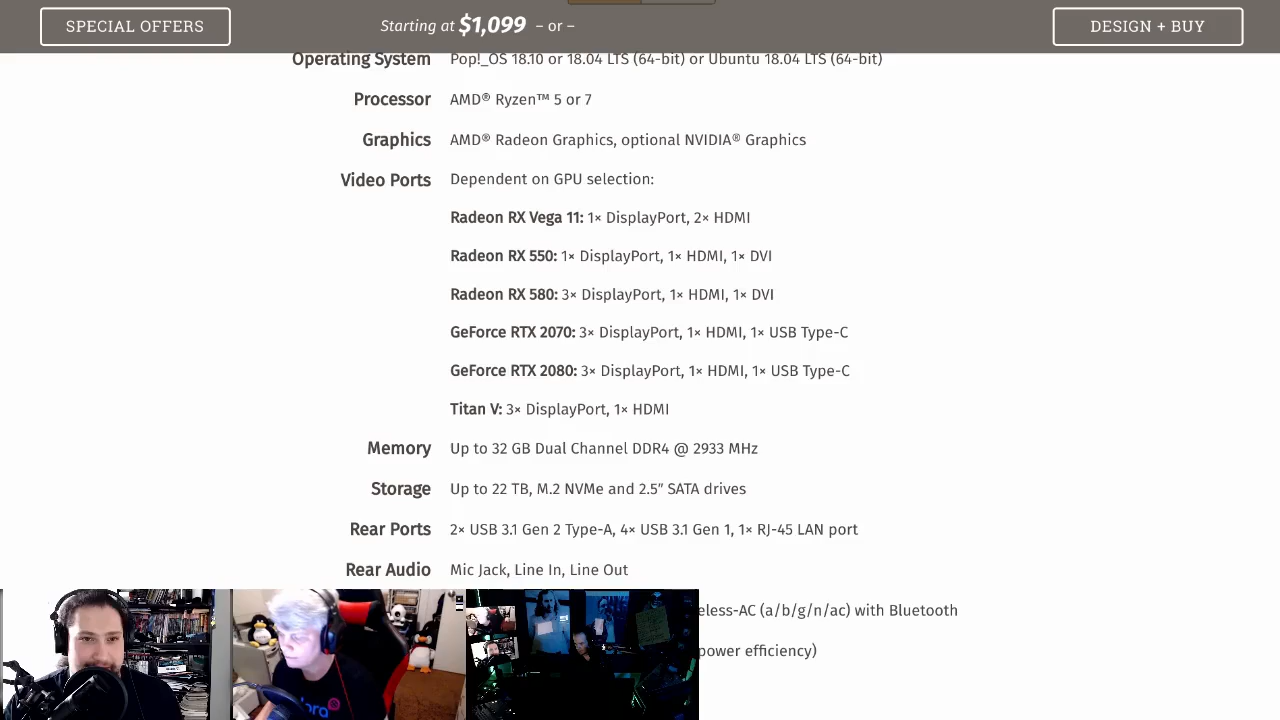 SPECIAL OFFERS
Starting at $1,099 – or –
DESIGN + BUY
Operating System Pop!_OS 18.10 or 18.04 LTS (64-bit) or Ubuntu 18.04 LTS (64-bit)
Processor AMD® Ryzen™ 5 or 7
Graphics AMD® Radeon Graphics, optional NVIDIA® Graphics
Video Ports Dependent on GPU selection:
Radeon RX Vega 11: 1× DisplayPort, 2× HDMI
Radeon RX 550: 1× DisplayPort, 1× HDMI, 1× DVI
Radeon RX 580: 3× DisplayPort, 1× HDMI, 1× DVI
GeForce RTX 2070: 3× DisplayPort, 1× HDMI, 1× USB Type-C
GeForce RTX 2080: 3× DisplayPort, 1× HDMI, 1× USB Type-C
Titan V: 3× DisplayPort, 1× HDMI
Memory Up to 32 GB Dual Channel DDR4 @ 2933 MHz
Storage Up to 22 TB, M.2 NVMe and 2.5″ SATA drives
Rear Ports 2× USB 3.1 Gen 2 Type-A, 4× USB 3.1 Gen 1, 1× RJ-45 LAN port
Rear Audio Mic Jack, Line In, Line Out
eless-AC (a/b/g/n/ac) with Bluetooth
power efficiency)